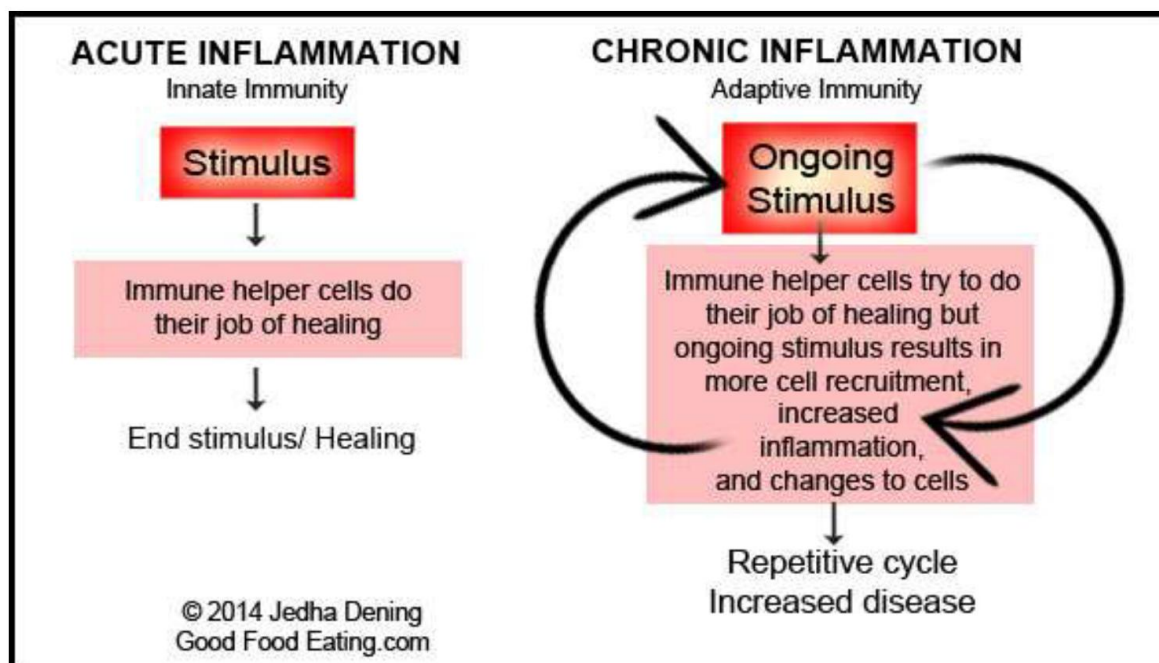 ACUTE INFLAMMATION
Innate Immunity
Stimulus
Immune helper cells do
their job of healing
End stimulus/ Healing
CHRONIC INFLAMMATION
Adaptive Immunity
Ongoing
Stimulus
Immune helper cells try to do
their job of healing but
ongoing stimulus results in
more cell recruitment,
increased
inflammation,
and changes to cells
Repetitive cycle
Increased disease
© 2014 Jedha Dening
Good Food Eating.com